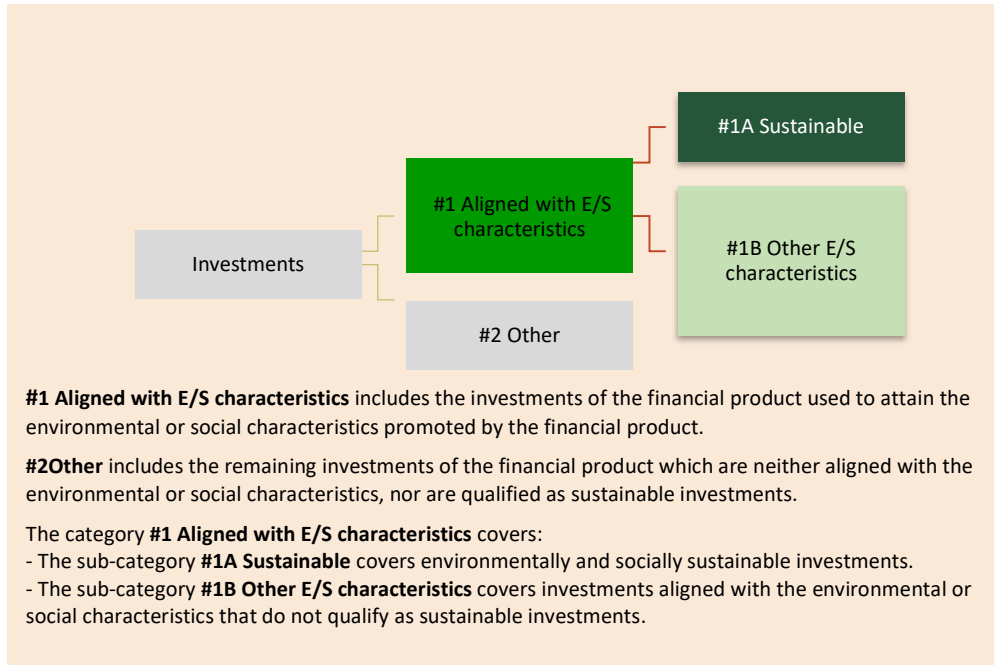 #1A Sustainable
#1 Aligned with E/S
characteristics
#1B Other E/S
characteristics
Investments
#2 Other
#1 Aligned with E/S characteristics includes the investments of the financial product used to attain the
environmental or social characteristics promoted by the financial product.
#2Other includes the remaining investments of the financial product which are neither aligned with the
environmental or social characteristics, nor are qualified as sustainable investments.
The category #1 Aligned with E/S characteristics covers:
- The sub-category #1A Sustainable covers environmentally and socially sustainable investments.
- The sub-category #1B Other E/S characteristics covers investments aligned with the environmental or
social characteristics that do not qualify as sustainable investments.